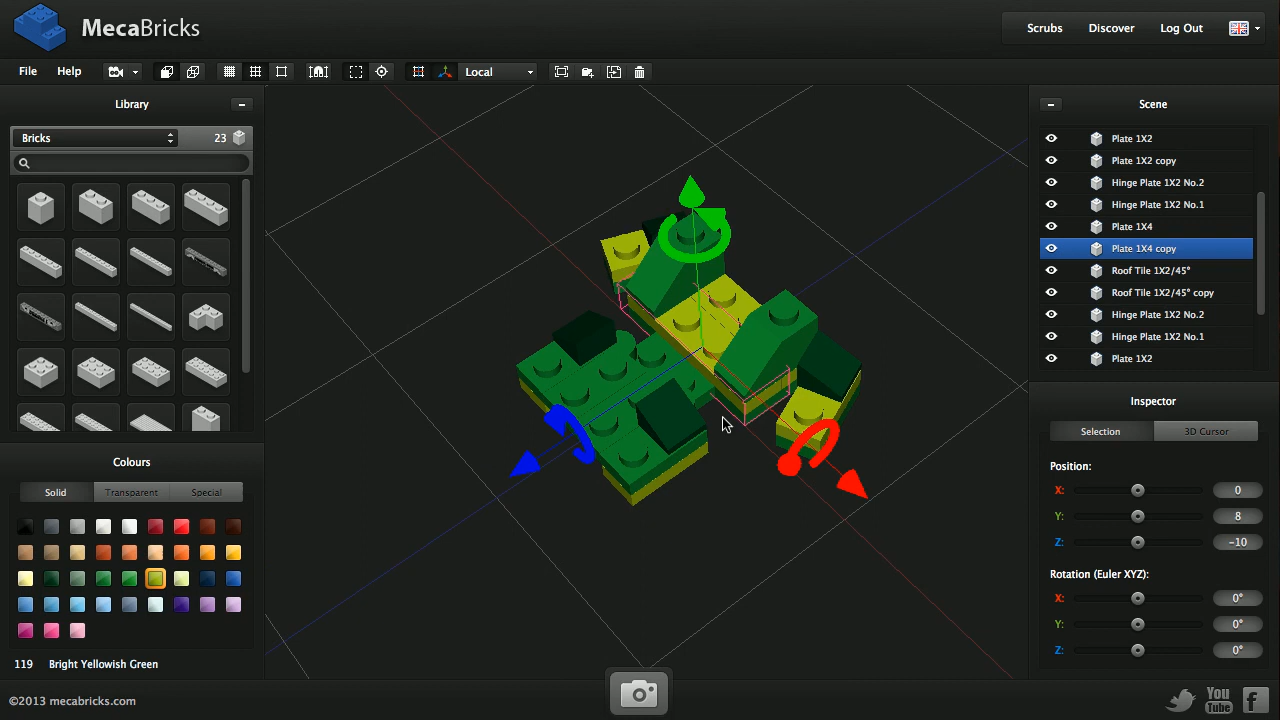 MecaBricks
Scrubs Discover Log Out
File Help Local
Library
Bricks 23
Colours
Solid Transparent Special
119 Bright Yellowish Green
©2013 mecabricks.com
Scene
Plate 1X2
Plate 1X2 copy
Hinge Plate 1X2 No.2
Hinge Plate 1X2 No.1
Plate 1X4
Plate 1X4 copy
Roof Tile 1X2/45°
Roof Tile 1X2/45° copy
Hinge Plate 1X2 No.2
Hinge Plate 1X2 No.1
Plate 1X2
Inspector
Selection 3D Cursor
Position:
X: 0
Y: 8
Z: -10
Rotation (Euler XYZ):
X: 0°
Y: 0°
Z: 0°
You
Tube
f